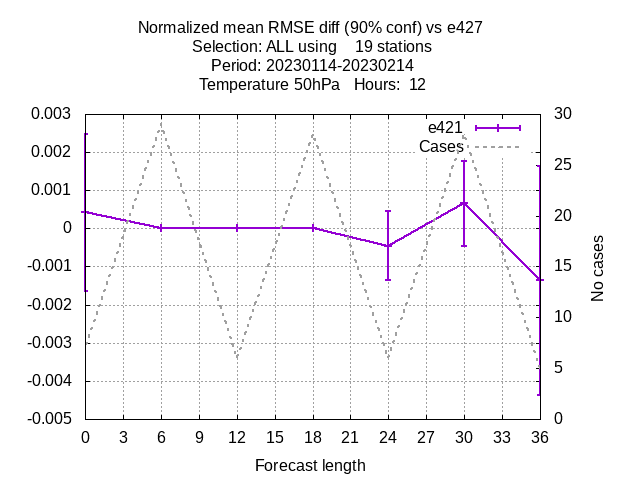 Normalized mean RMSE diff (90% conf) vs e427
Selection: ALL using    19 stations
Period: 20230114-20230214
Temperature 50hPa   Hours:  12
e421
Cases
0.003
0.002
0.001
0
-0.001
-0.002
-0.003
-0.004
-0.005
30
25
20
15
10
5
0
No cases
0 3 6 9 12 15 18 21 24 27 30 33 36
Forecast length